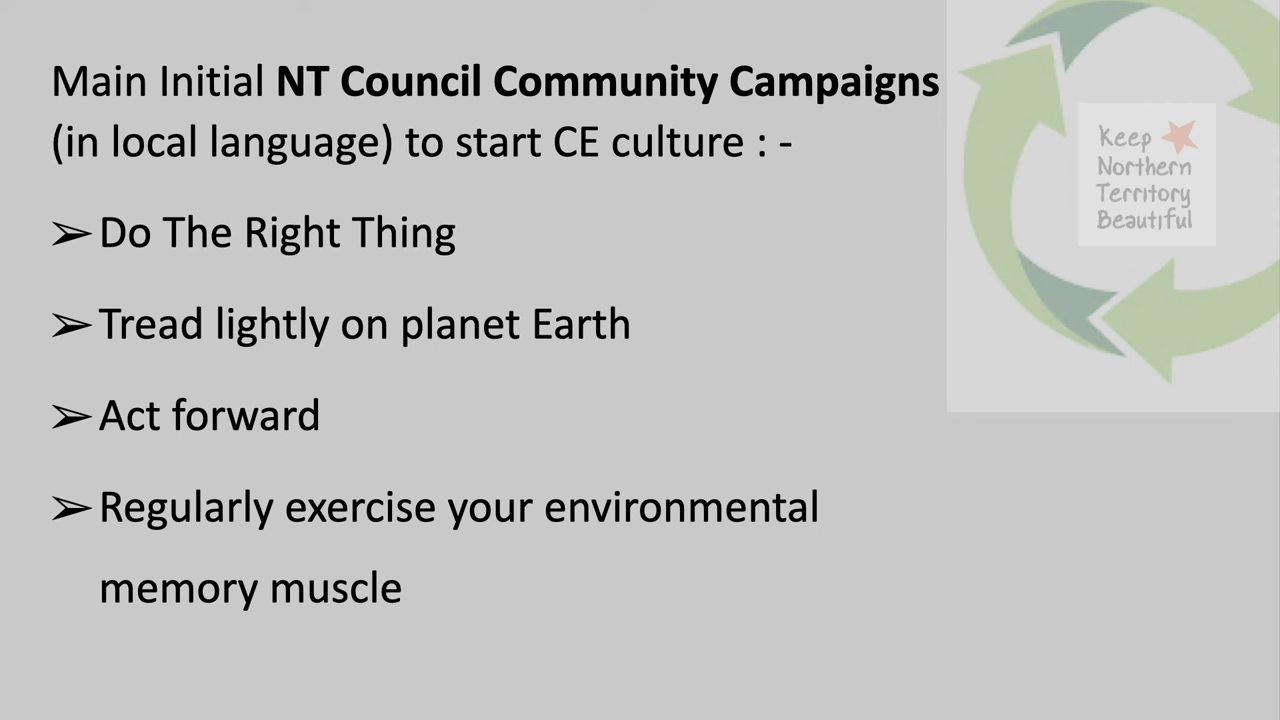 Main Initial NT Council Community Campaigns
(in local language) to start CE culture : -
➢ Do The Right Thing
➢ Tread lightly on planet Earth
➢ Act forward
➢ Regularly exercise your environmental
memory muscle
Keep
Northern
Territory
Beautiful